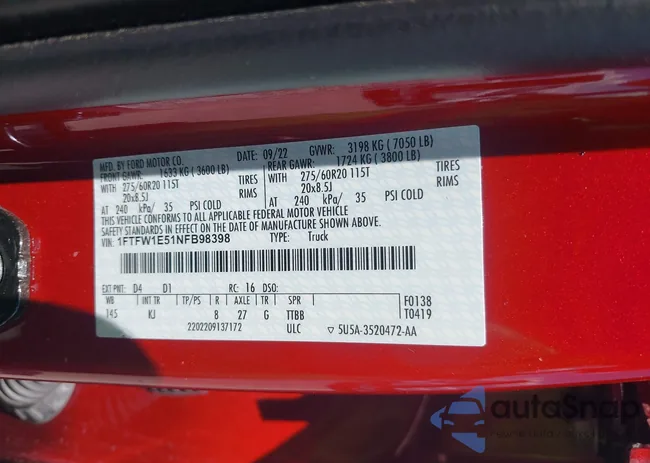 MFD. BY FORD MOTOR CO.
DATE: 09/22 GVWR: 3198 KG ( 7050 LB)
FRONT GAWR: 1633 KG ( 3600 LB) REAR GAWR: 1724 KG ( 3800 LB)
WITH 275/60R20 115T TIRES WITH 275/60R20 115T TIRES
20x8.5J RIMS 20x8.5J RIMS
AT 240 kPa/ 35 PSI COLD AT 240 kPa/ 35 PSI COLD
THIS VEHICLE CONFORMS TO ALL APPLICABLE FEDERAL MOTOR VEHICLE
SAFETY STANDARDS IN EFFECT ON THE DATE OF MANUFACTURE SHOWN ABOVE.
VIN: 1FTFW1E51NFB98398 TYPE: Truck
EXT PNT: D4 D1 RC: 16 DSO:
WB INT TR TP/PS R AXLE TR SPR F0138
145 KJ B 27 G TTBB T0419
2202209137172 ULC ▽5U5A-3520472-AA
autoSnap